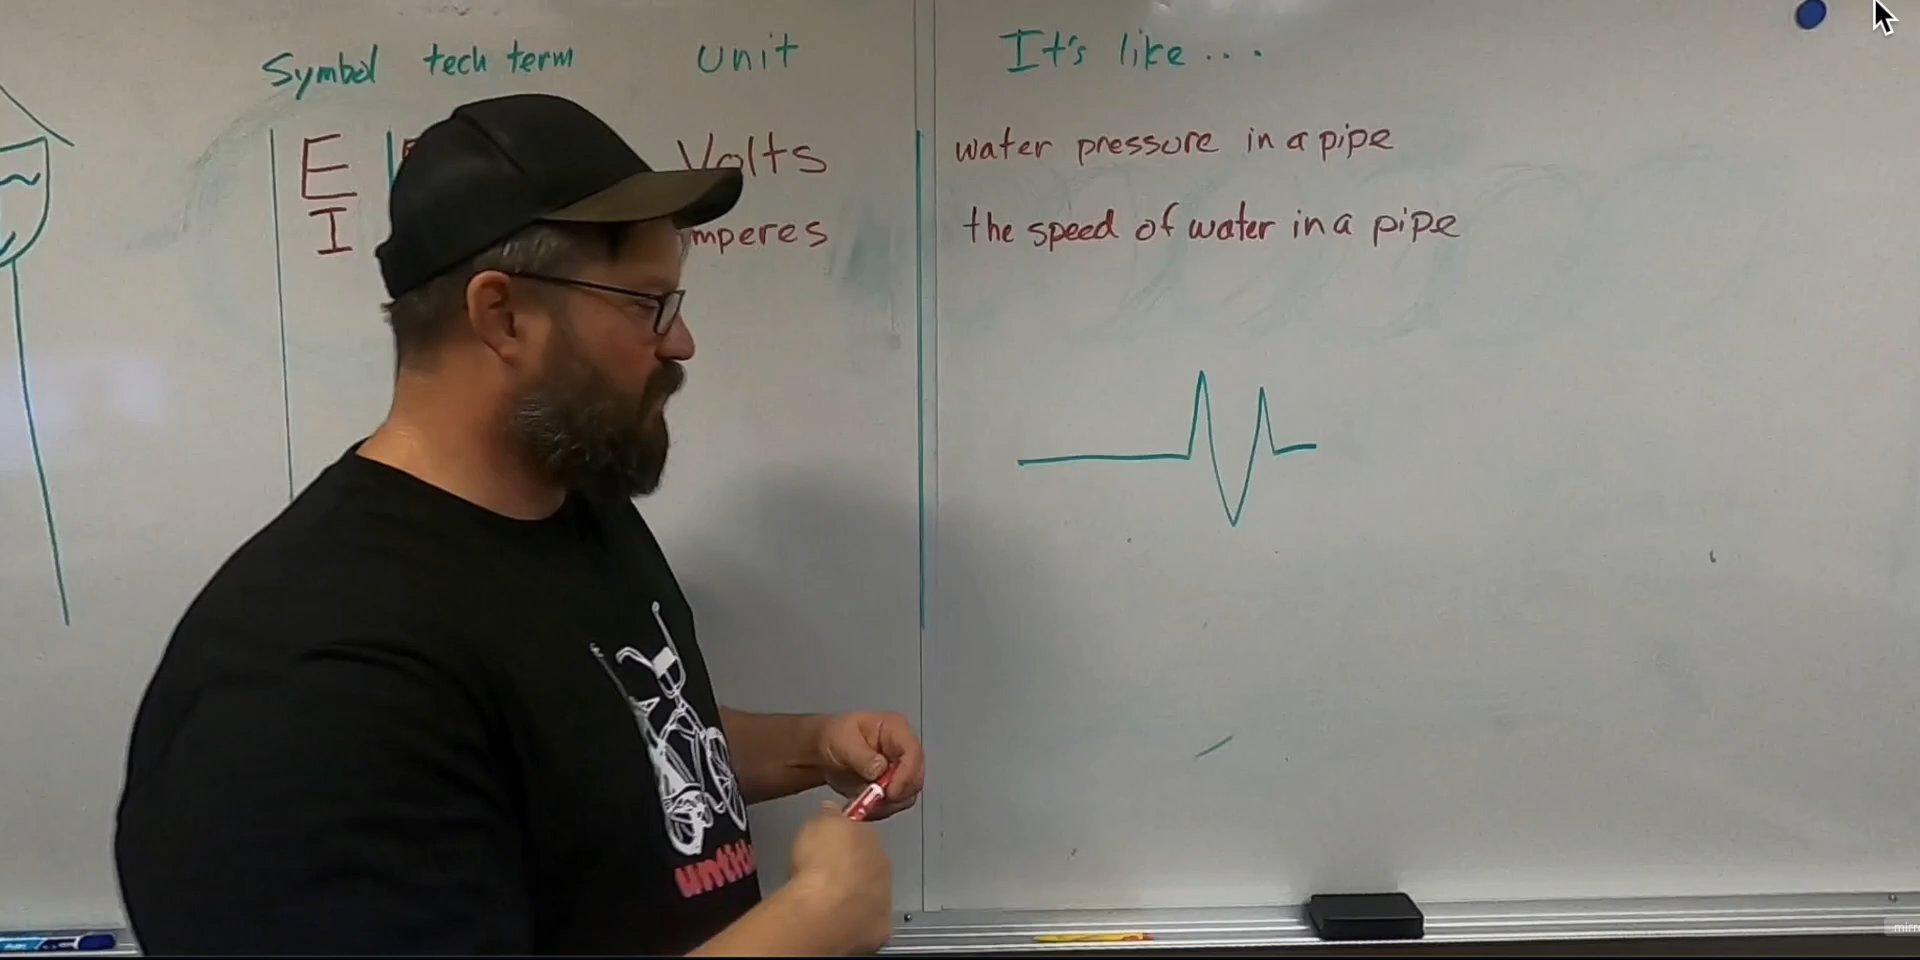 Symbol tech term unit It's like ....
E Volts water pressure in a pipe
I mperes the speed of water in a pipe